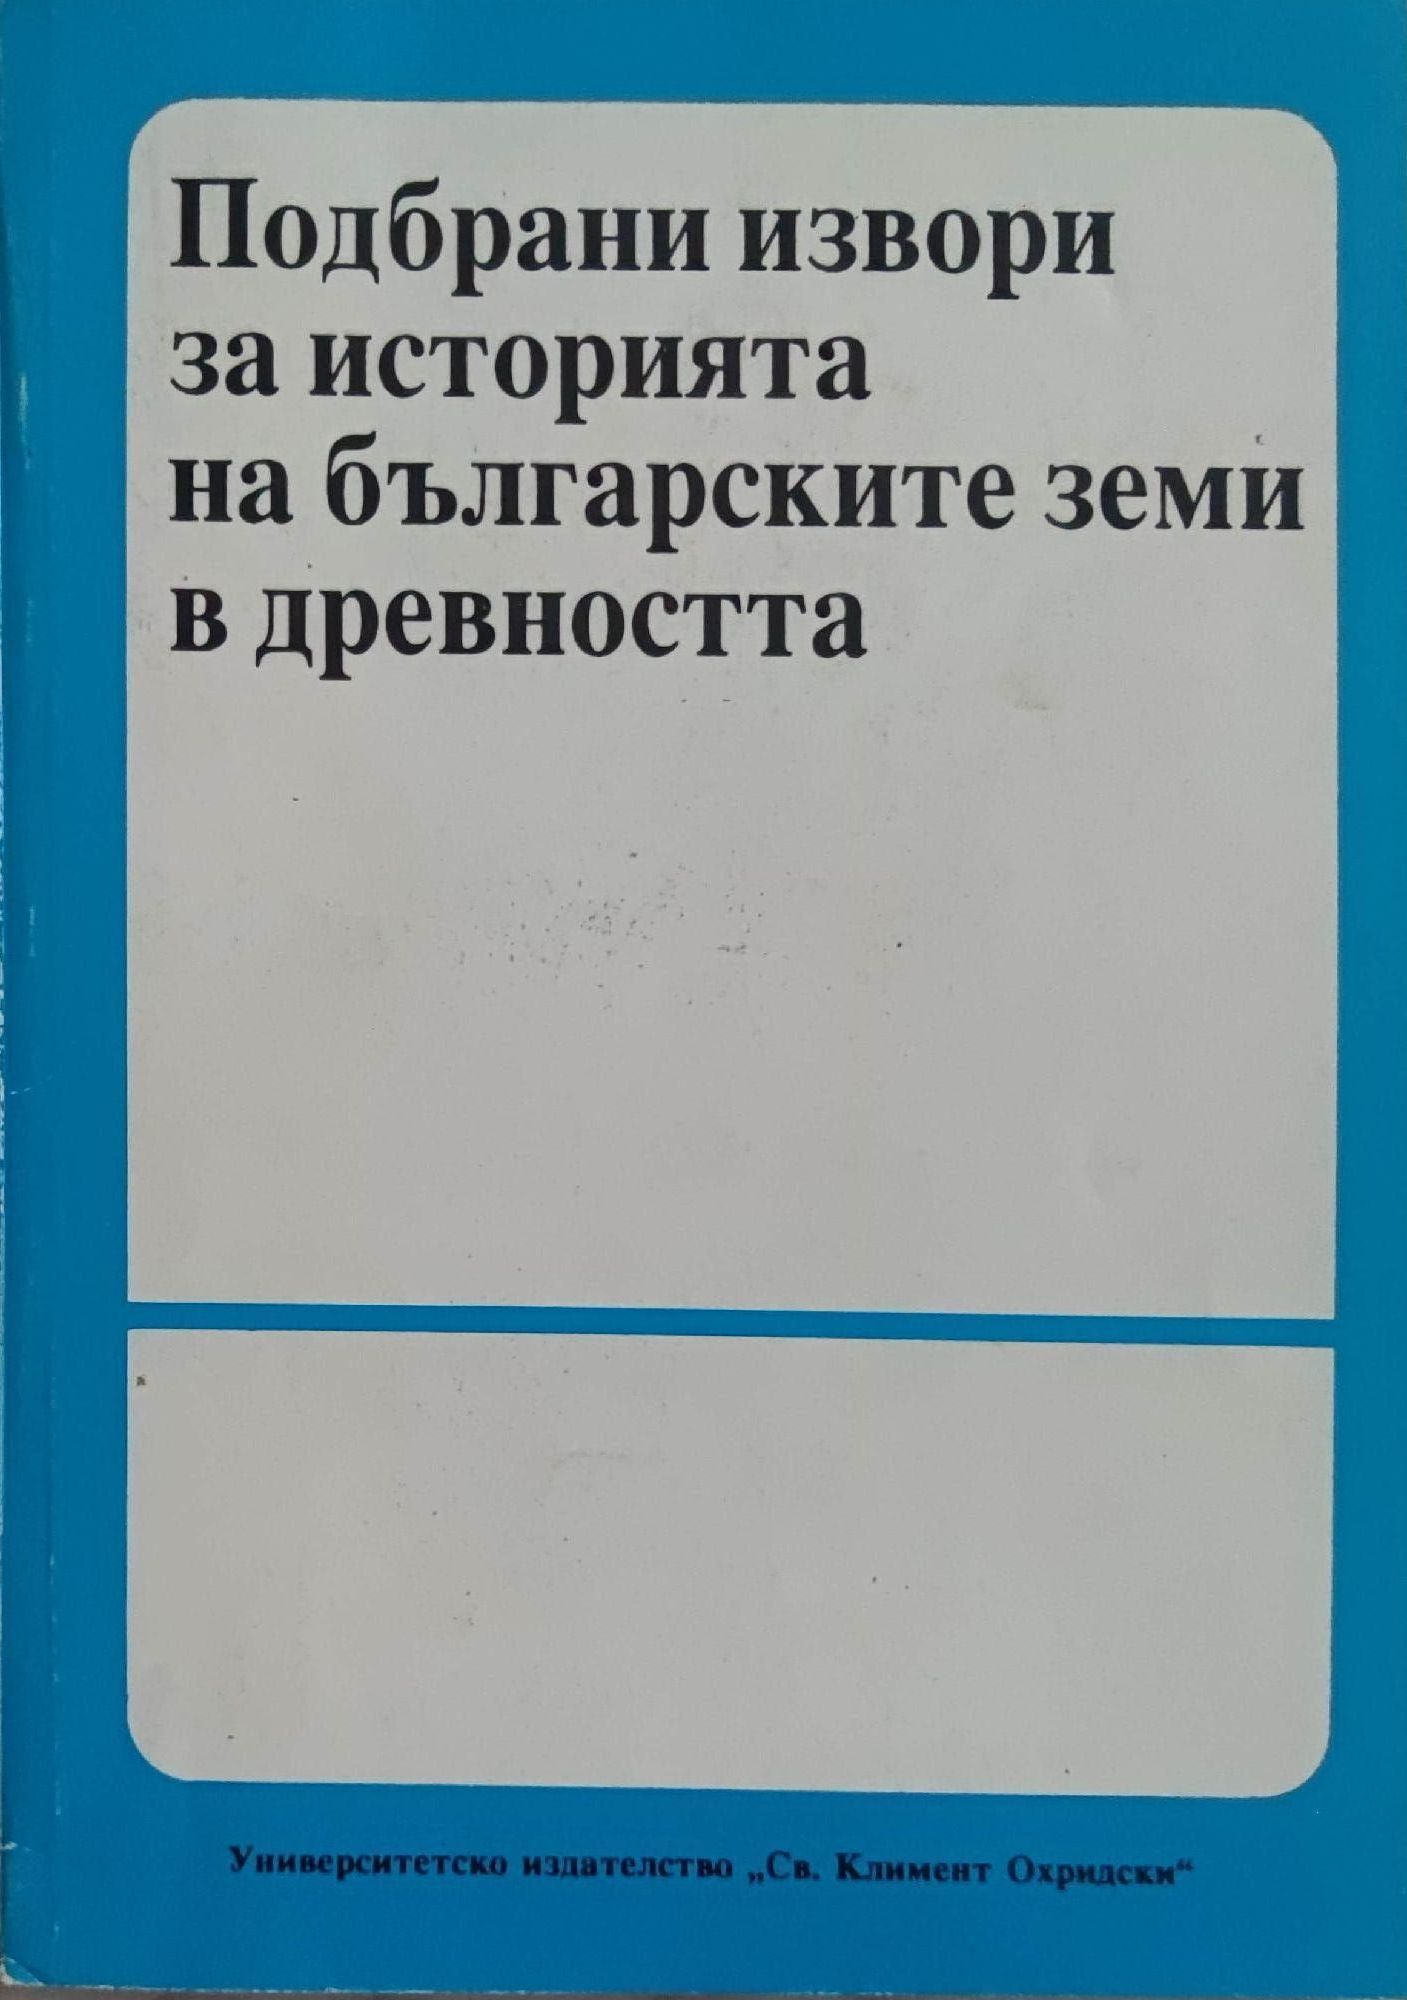 Подбрани извори
за историята
на българските земи
в древността
Университетско издателство „Св. Климент Охридски“